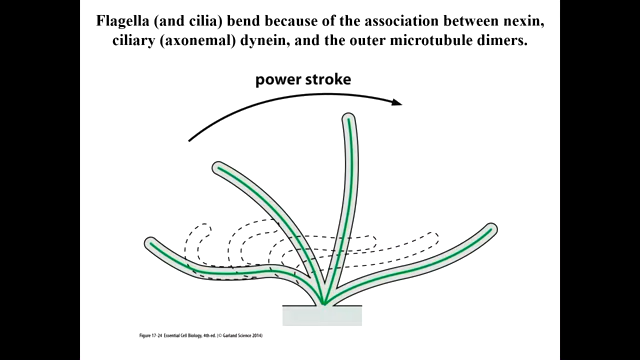 Flagella (and cilia) bend because of the association between nexin,
ciliary (axonemal) dynein, and the outer microtubule dimers.
power stroke
Figure 17-24 Essential Cell Biology, 4th ed. (© Garland Science 2014)